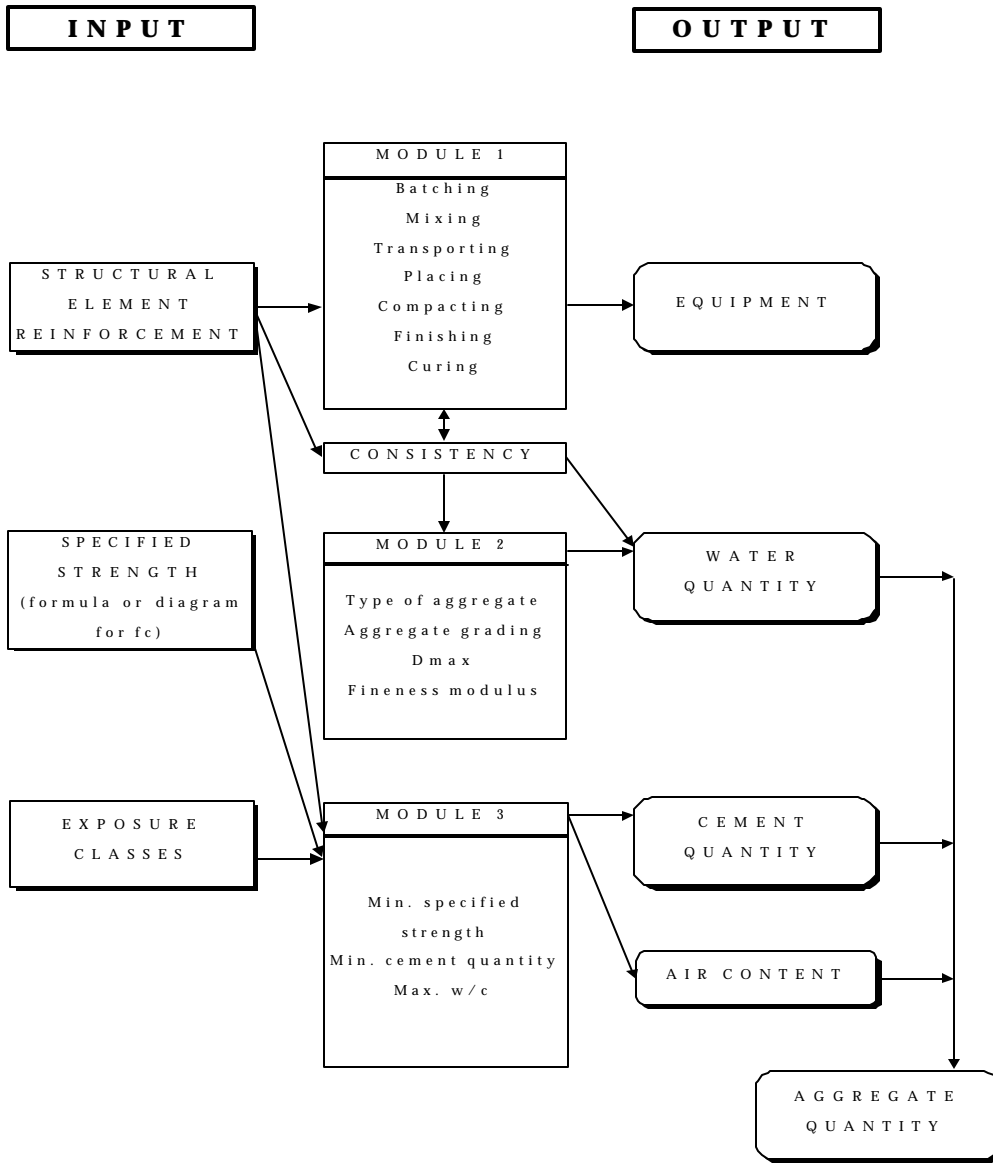 INPUT
OUTPUT
MODULE 1
Batching
Mixing
Transporting
Placing
Compacting
Finishing
Curing
STRUCTURAL
ELEMENT
REINFORCEMENT
EQUIPMENT
CONSISTENCY
SPECIFIED
STRENGTH
(formula or diagram
for fc)
MODULE 2
Type of aggregate
Aggregate grading
Dmax
Fineness modulus
WATER
QUANTITY
EXPOSURE
CLASSES
MODULE 3
Min. specified
strength
Min. cement quantity
Max. w/c
CEMENT
QUANTITY
AIR CONTENT
AGGREGATE
QUANTITY